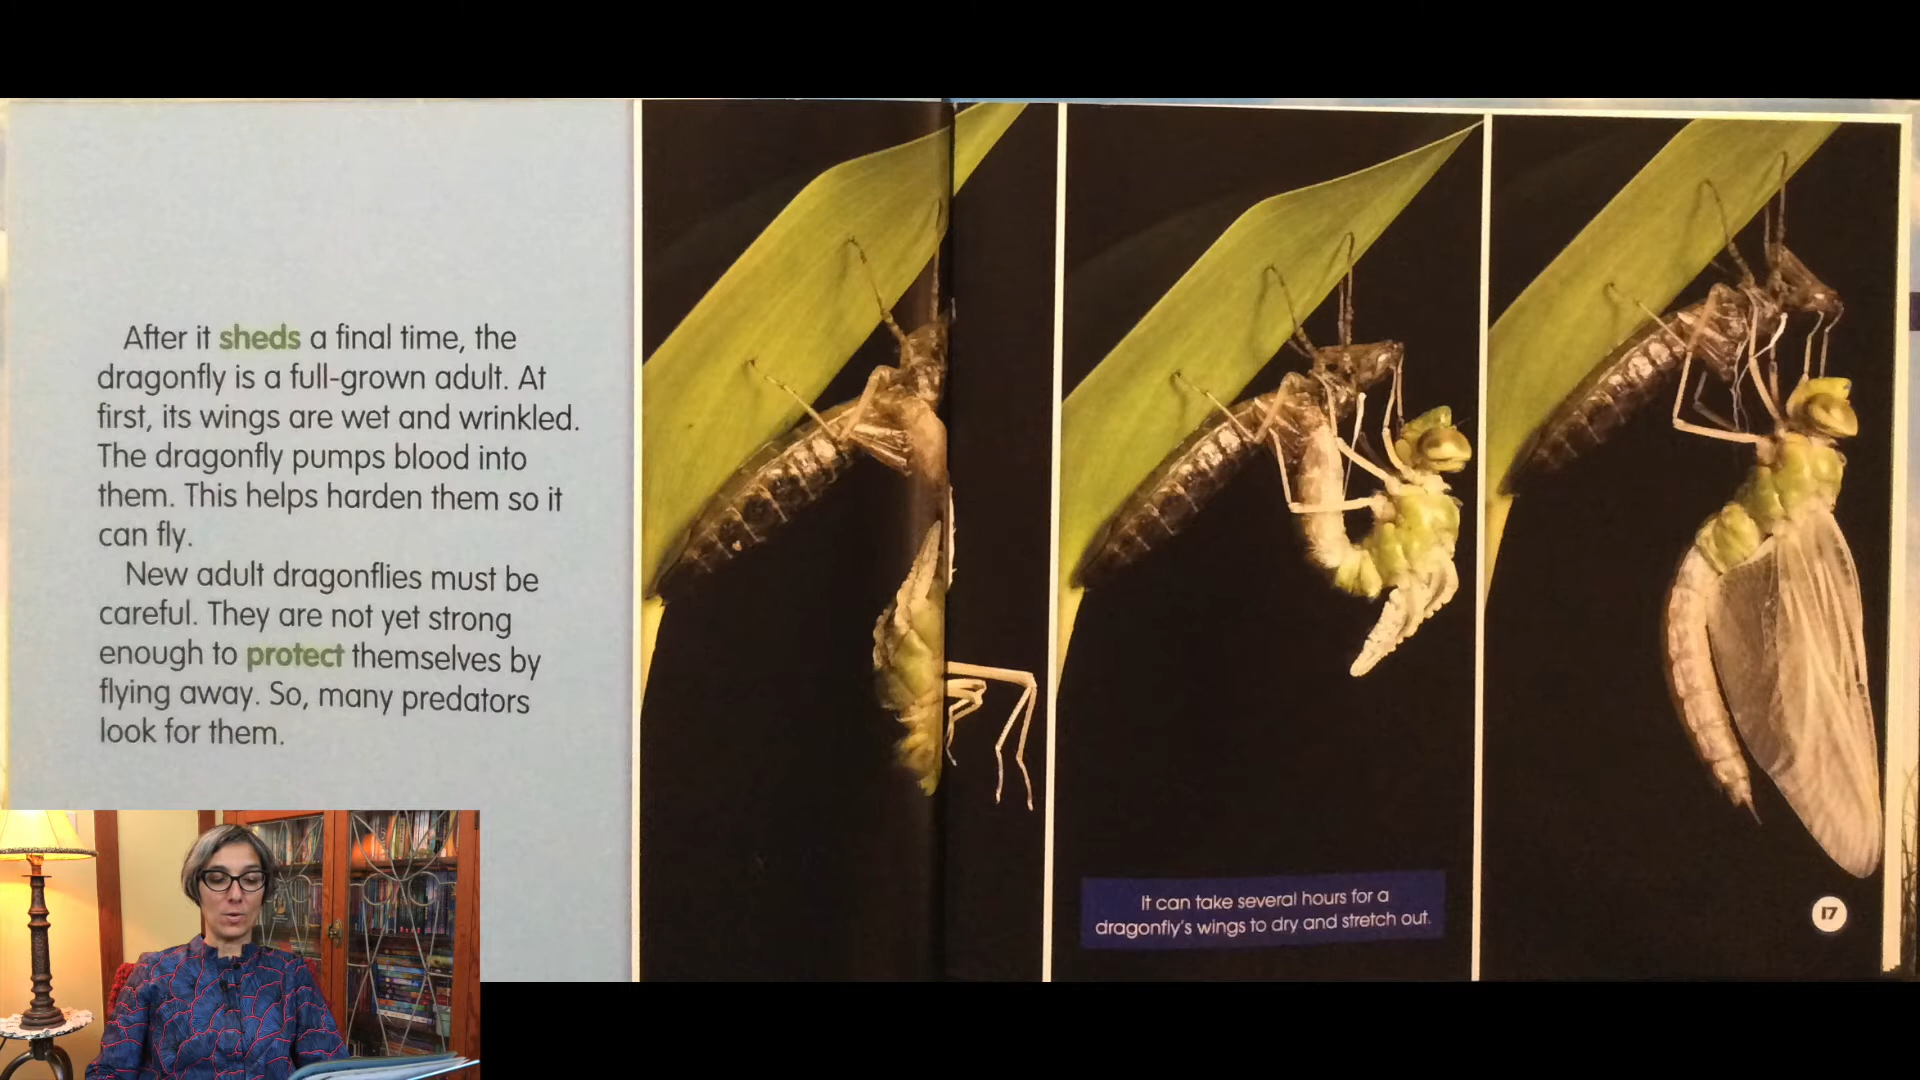 After it sheds a final time, the
dragonfly is a full-grown adult. At
first, its wings are wet and wrinkled.
The dragonfly pumps blood into
them. This helps harden them so it
can fly.
New adult dragonflies must be
careful. They are not yet strong
enough to protect themselves by
flying away. So, many predators
look for them.
It can take several hours for a
dragonfly's wings to dry and stretch out.
17